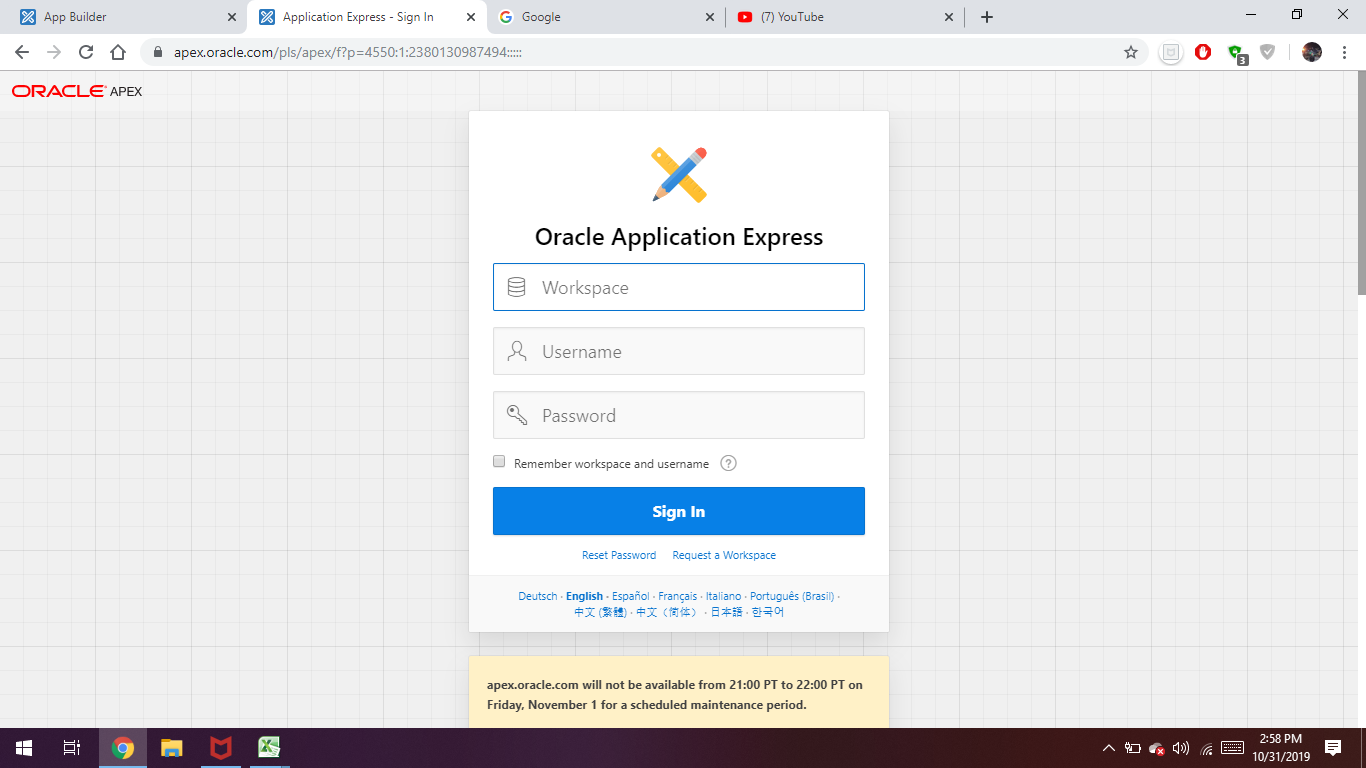 App Builder
Application Express - Sign In
Google
(7) YouTube
apex.oracle.com/pls/apex/f?p=4550:1:2380130987494:::::
3
ORACLE APEX
Oracle Application Express
Workspace
Username
Password
Remember workspace and username ?
Sign In
Reset Password Request a Workspace
Deutsch · English · Español · Français · Italiano · Português (Brasil) ·
中文 (繁體) · 中文（简体） · 日本語 · 한국어
apex.oracle.com will not be available from 21:00 PT to 22:00 PT on
Friday, November 1 for a scheduled maintenance period.
2:58 PM
10/31/2019